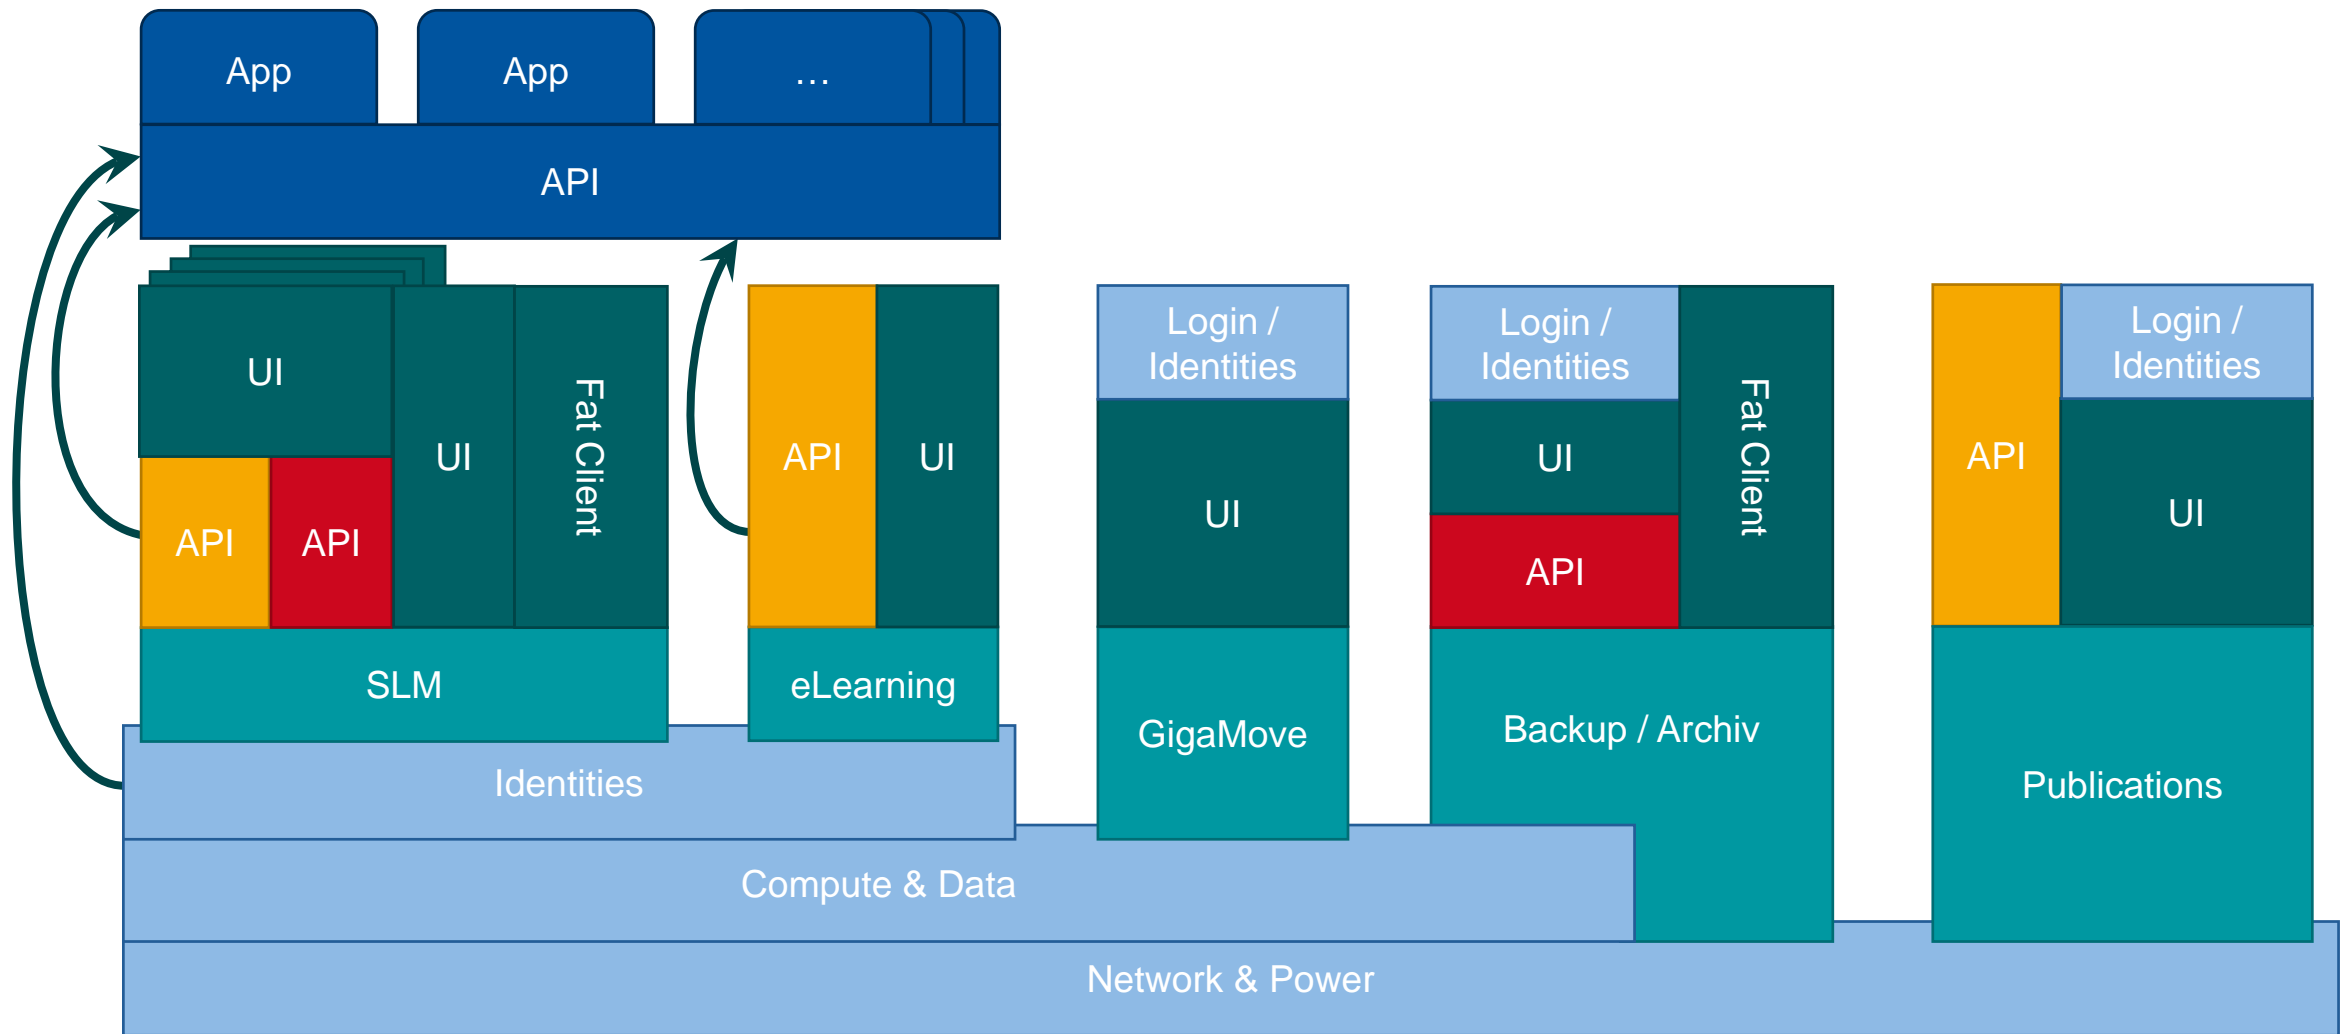 App
App
…
API
UI
UI
Fat Client
API
API
SLM
API
UI
eLearning
Login /
Identities
UI
GigaMove
Login /
Identities
UI
API
Fat Client
Backup / Archiv
API
Login /
Identities
UI
Publications
Identities
Compute & Data
Network & Power